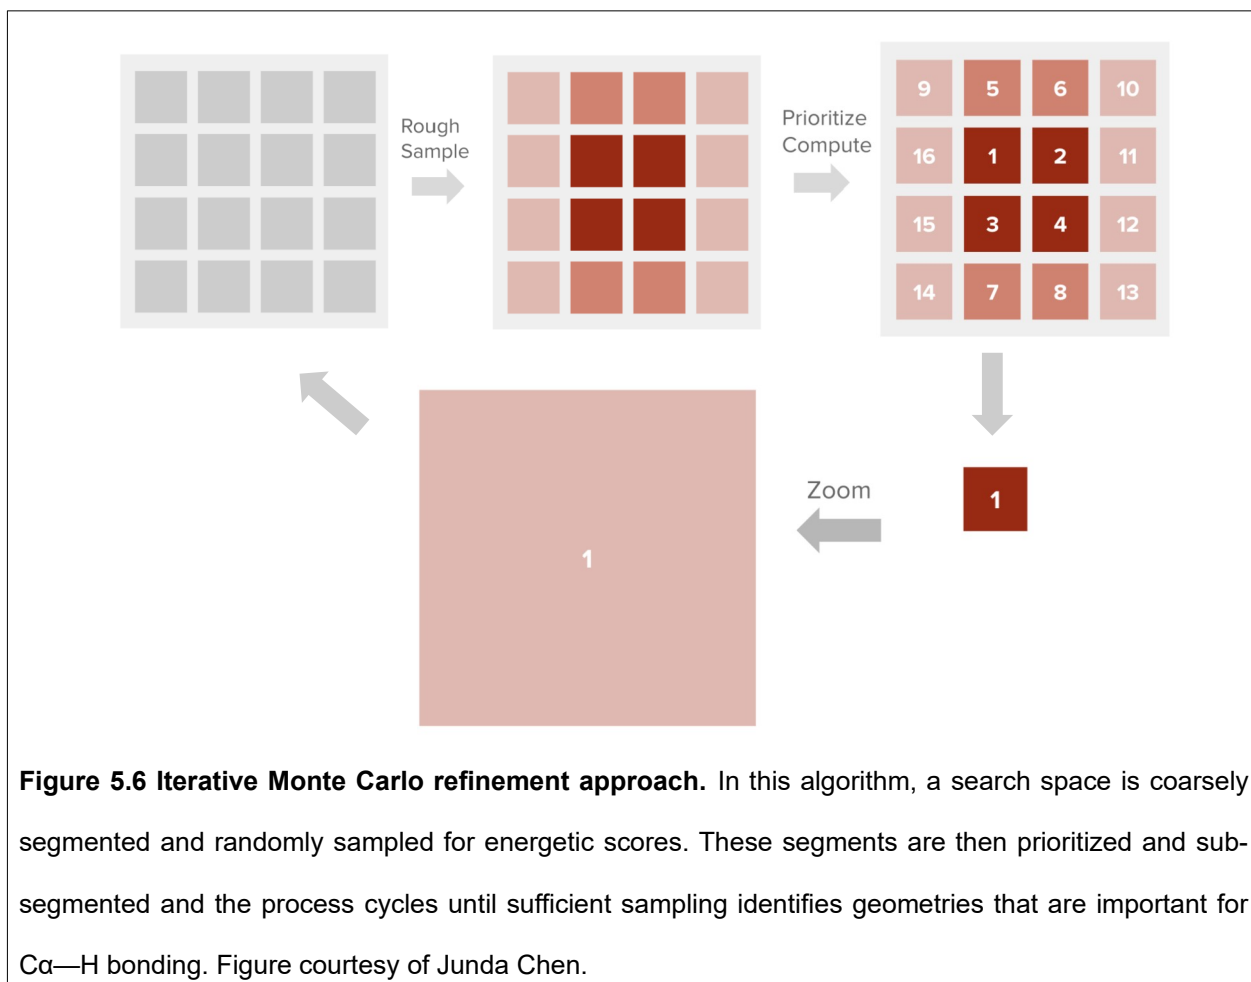 Rough
Sample
Prioritize
Compute
9 5 6 10
16 1 2 11
15 3 4 12
14 7 8 13
1
Zoom
1
Figure 5.6 Iterative Monte Carlo refinement approach. In this algorithm, a search space is coarsely
segmented and randomly sampled for energetic scores. These segments are then prioritized and sub-
segmented and the process cycles until sufficient sampling identifies geometries that are important for
Cα—H bonding. Figure courtesy of Junda Chen.